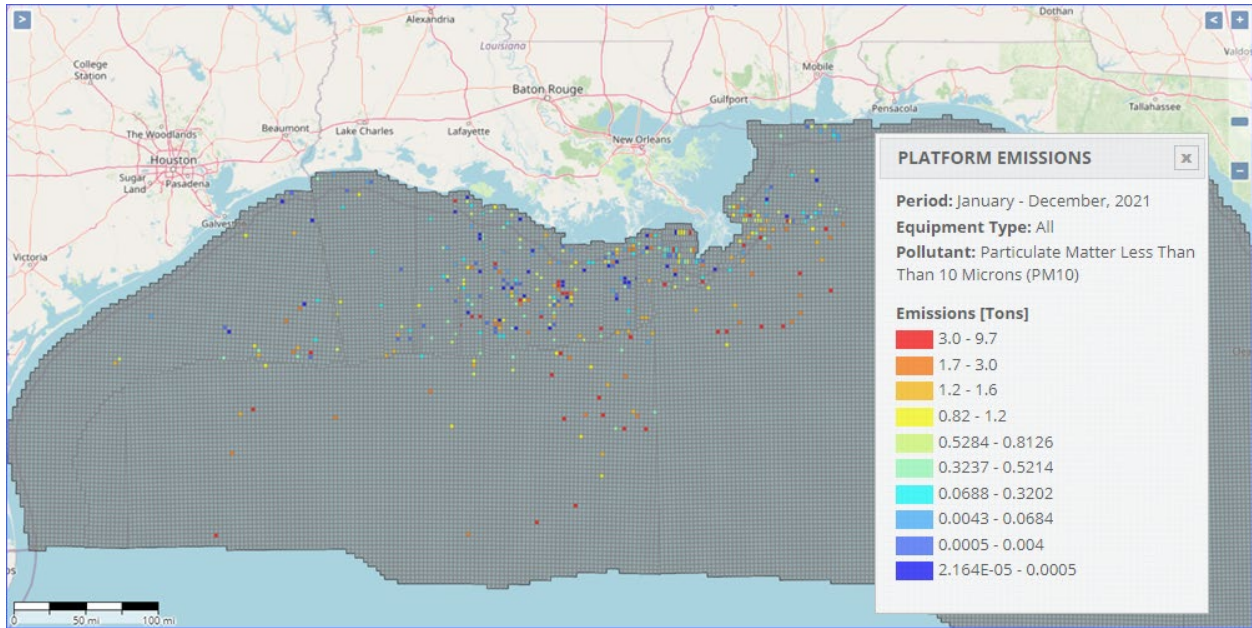 >
<
+
−
Dothan
Alexandria
Louisiana
College
Station
Valdos
Mobile
Baton Rouge
Gulfport
Pensacola
Tallahassee
The Woodlands
Beaumont
Lake Charles
Lafayette
New Orleans
Houston
Sugar
Land
Pasadena
Galvest
Victoria
PLATFORM EMISSIONS
x
Period: January - December, 2021
Equipment Type: All
Pollutant: Particulate Matter Less Than
Than 10 Microns (PM10)
Emissions [Tons]
3.0 - 9.7
1.7 - 3.0
1.2 - 1.6
0.82 - 1.2
0.5284 - 0.8126
0.3237 - 0.5214
0.0688 - 0.3202
0.0043 - 0.0684
0.0005 - 0.004
2.164E-05 - 0.0005
os
0 50 mi 100 mi